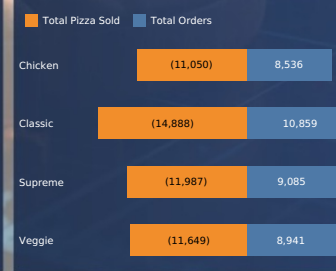 Total Pizza Sold Total Orders
Chicken (11,050) 8,536
Classic (14,888) 10,859
Supreme (11,987) 9,085
Veggie (11,649) 8,941